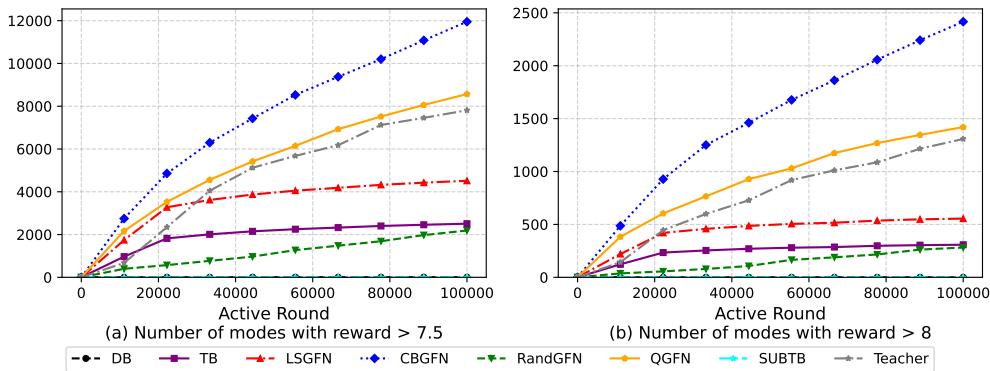 12000
10000
8000
6000
4000
2000
0
0 20000 40000 60000 80000 100000
Active Round
(a) Number of modes with reward > 7.5
2500
2000
1500
1000
500
0
0 20000 40000 60000 80000 100000
Active Round
(b) Number of modes with reward > 8
DB TB LSGFN CBGFN RandGFN QGFN SUBTB Teacher